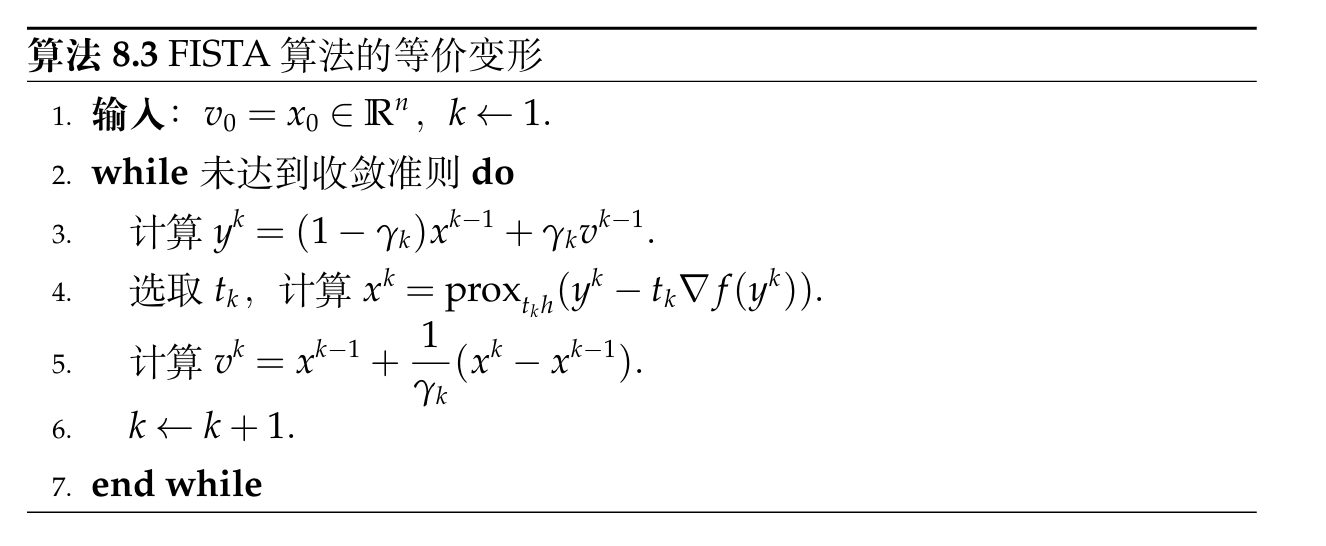 算法 8.3 FISTA 算法的等价变形
1. 输入：$v_0 = x_0 \in \mathbb{R}^n$，$k \leftarrow 1$.
2. while 未达到收敛准则 do
3. 计算 $y^k = (1 - \gamma_k)x^{k-1} + \gamma_k v^{k-1}$.
4. 选取 $t_k$，计算 $x^k = \text{prox}_{t_k h}(y^k - t_k \nabla f(y^k))$.
5. 计算 $v^k = x^{k-1} + \frac{1}{\gamma_k}(x^k - x^{k-1})$.
6. $k \leftarrow k + 1$.
7. end while